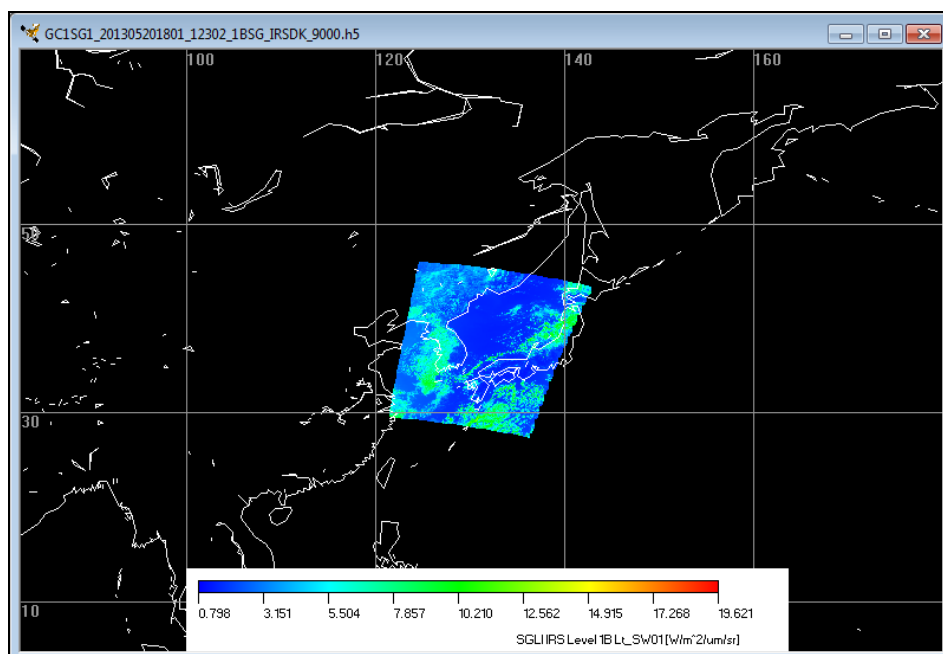 GC1SG1_201305201801_12302_1BSG_IRSDK_9000.h5
100 120 140 160
50
30
10
0.798 3.151 5.504 7.857 10.210 12.562 14.915 17.268 19.621
SGLI IRS Level 1B Lt_SW01[W/m^2/um/sr]